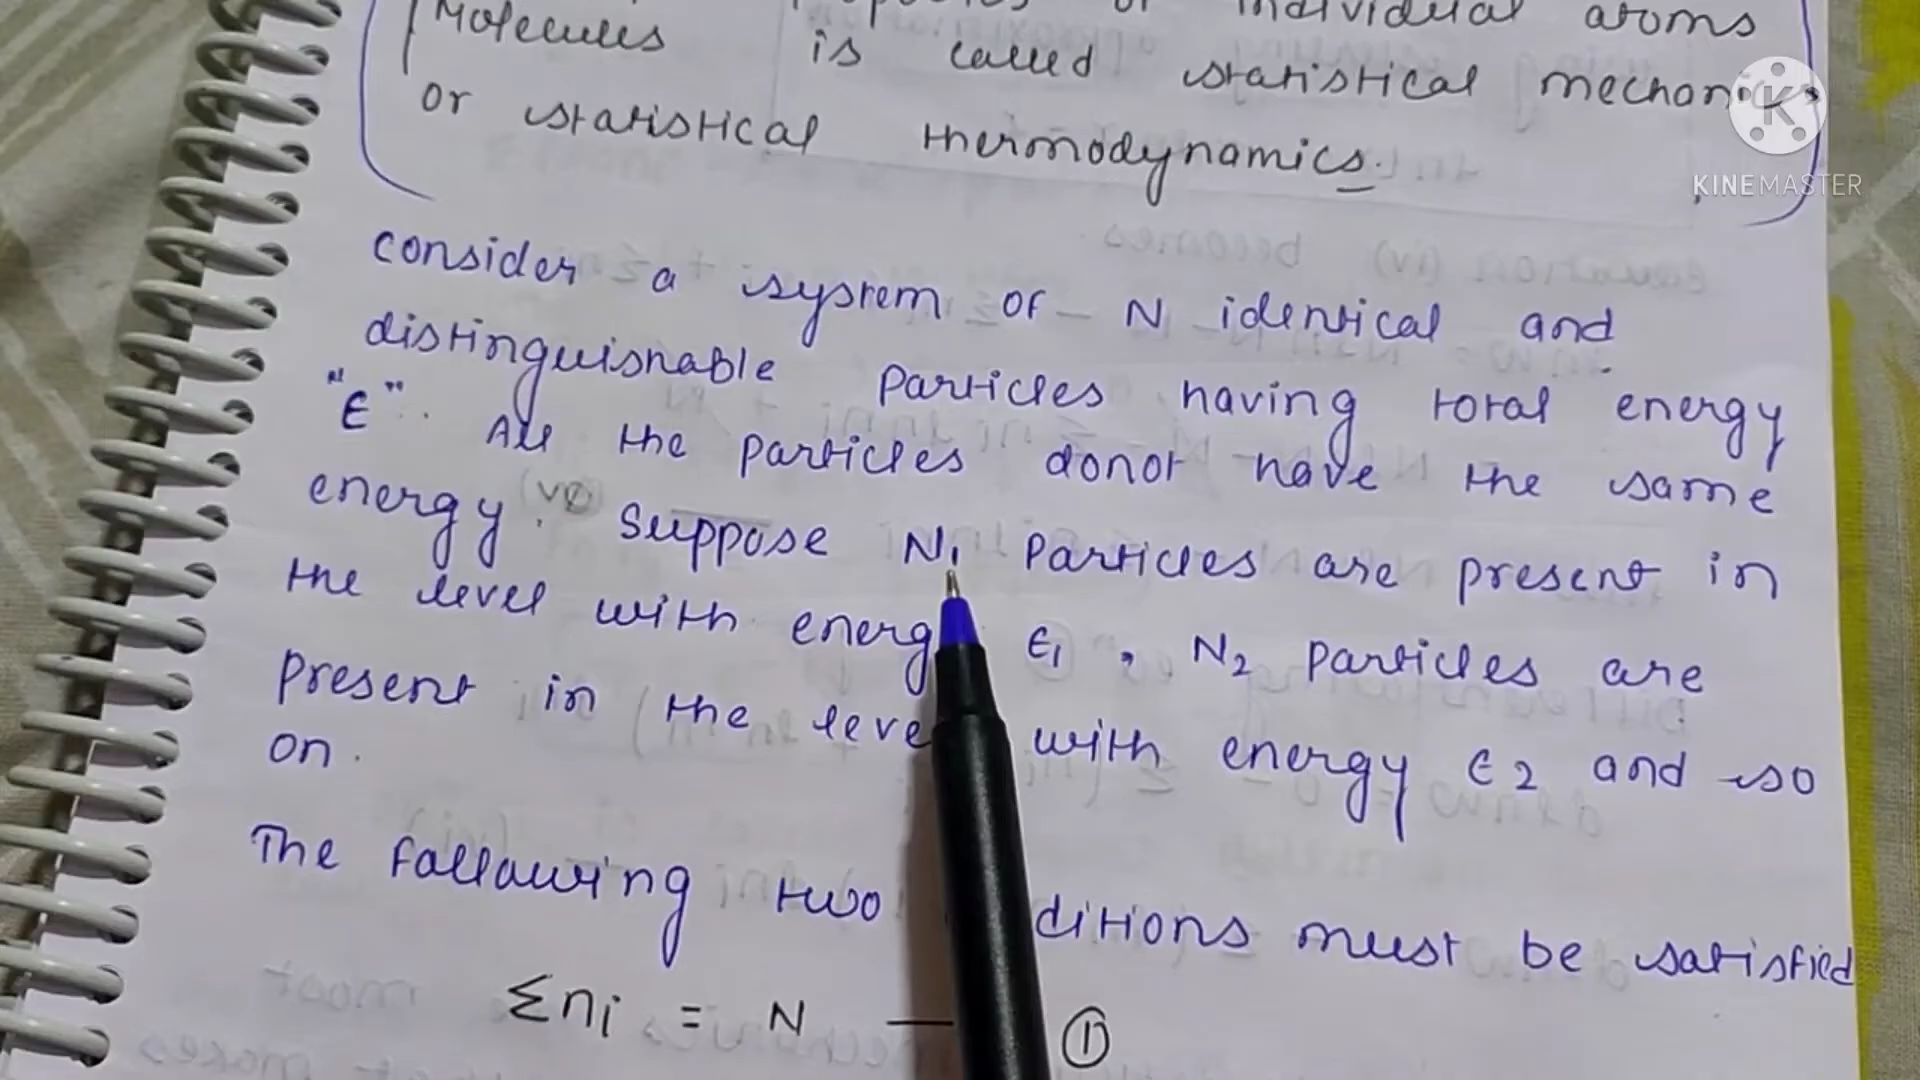 individual atoms
Molecules is called statistical mechanics
or statistical thermodynamics.
KINEMASTER
consider a system of N identical and
distinguishable particles having total energy
"E". All the particles donot have the same
energy. Suppose N1 particles are present in
the level with energy E1, N2 particles are
present in the level with energy E2 and so
on.
The following two ditions must be satisfied
Σni = N — ①